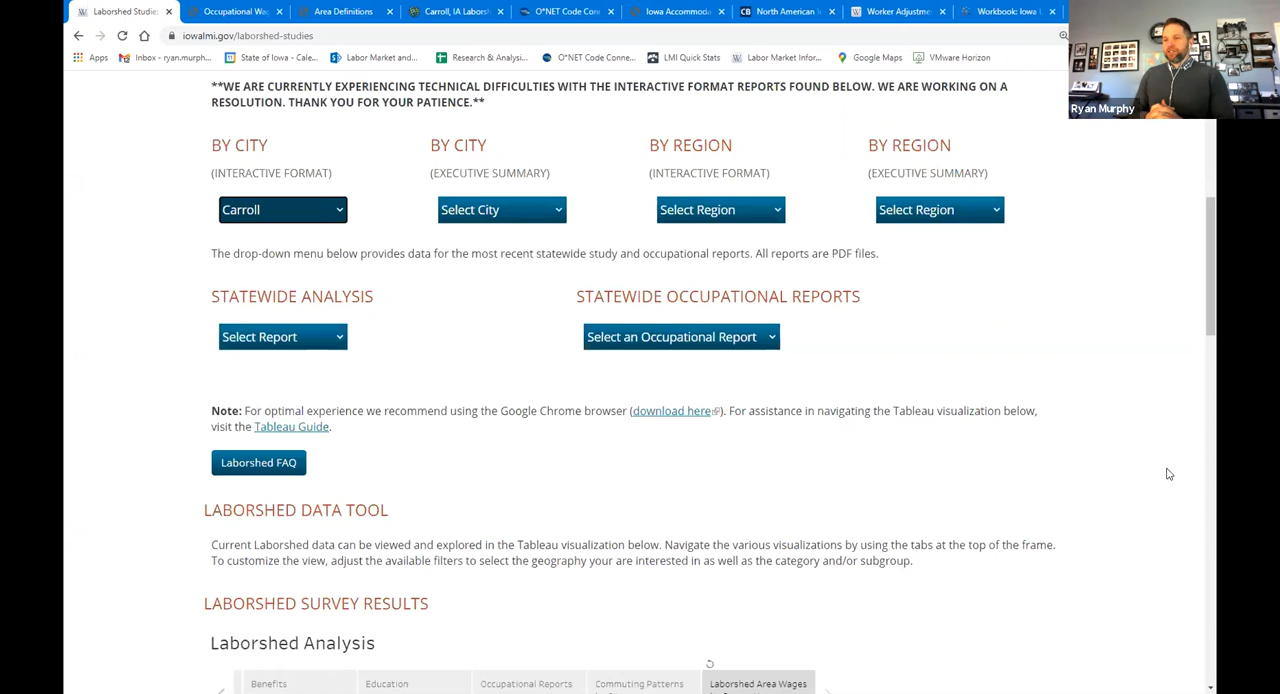 Laborshed Studie:
Occupational Wag
Area Definitions
Carroll, IA Laborsh
O*NET Code Conn
Iowa Accommoda
North American In
Worker Adjustme
Workbook: Iowa L
iowalmi.gov/laborshed-studies
Apps
Inbox - ryan.murph...
State of Iowa - Cale...
Labor Market and...
Research & Analysi...
O*NET Code Conne...
LMI Quick Stats
Labor Market Infor...
Google Maps
VMware Horizon
Ryan Murphy
**WE ARE CURRENTLY EXPERIENCING TECHNICAL DIFFICULTIES WITH THE INTERACTIVE FORMAT REPORTS FOUND BELOW. WE ARE WORKING ON A
RESOLUTION. THANK YOU FOR YOUR PATIENCE.**
BY CITY
BY CITY
BY REGION
BY REGION
(INTERACTIVE FORMAT)
(EXECUTIVE SUMMARY)
(INTERACTIVE FORMAT)
(EXECUTIVE SUMMARY)
Carroll
Select City
Select Region
Select Region
The drop-down menu below provides data for the most recent statewide study and occupational reports. All reports are PDF files.
STATEWIDE ANALYSIS
STATEWIDE OCCUPATIONAL REPORTS
Select Report
Select an Occupational Report
Note: For optimal experience we recommend using the Google Chrome browser (download here). For assistance in navigating the Tableau visualization below,
visit the Tableau Guide.
Laborshed FAQ
LABORSHED DATA TOOL
Current Laborshed data can be viewed and explored in the Tableau visualization below. Navigate the various visualizations by using the tabs at the top of the frame.
To customize the view, adjust the available filters to select the geography your are interested in as well as the category and/or subgroup.
LABORSHED SURVEY RESULTS
Laborshed Analysis
Benefits
Education
Occupational Reports
Commuting Patterns
Laborshed Area Wages